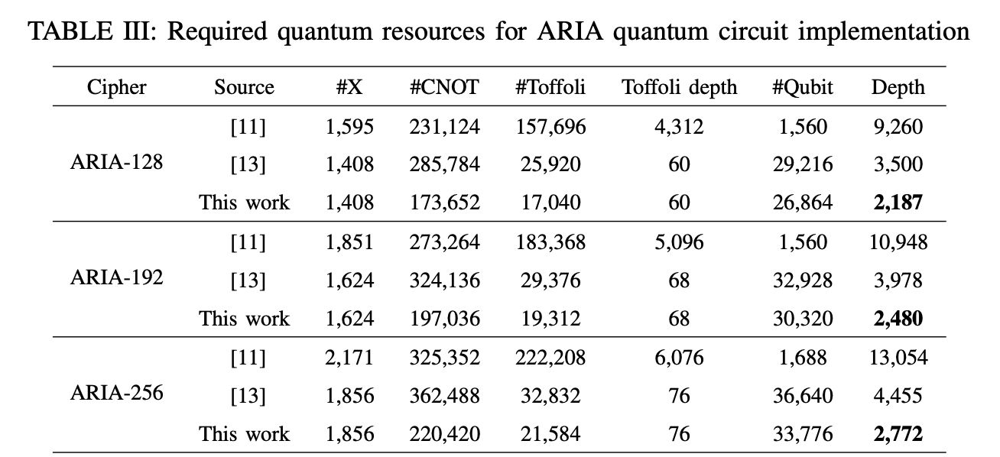 TABLE III: Required quantum resources for ARIA quantum circuit implementation
Cipher Source #X #CNOT #Toffoli Toffoli depth #Qubit Depth
[11] 1,595 231,124 157,696 4,312 1,560 9,260
ARIA-128 [13] 1,408 285,784 25,920 60 29,216 3,500
This work 1,408 173,652 17,040 60 26,864 2,187
[11] 1,851 273,264 183,368 5,096 1,560 10,948
ARIA-192 [13] 1,624 324,136 29,376 68 32,928 3,978
This work 1,624 197,036 19,312 68 30,320 2,480
[11] 2,171 325,352 222,208 6,076 1,688 13,054
ARIA-256 [13] 1,856 362,488 32,832 76 36,640 4,455
This work 1,856 220,420 21,584 76 33,776 2,772